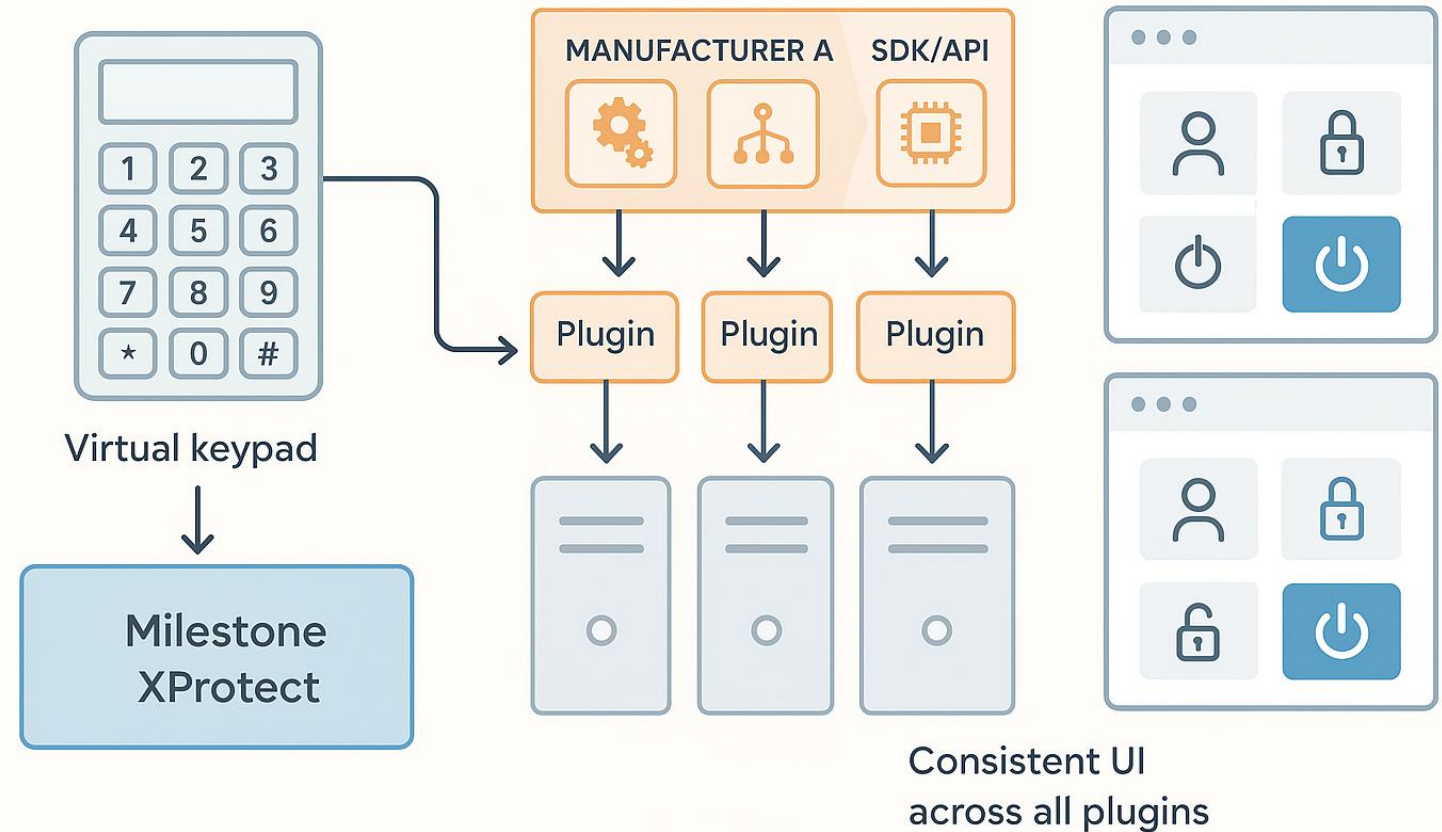 1 2 3
4 5 6
7 8 9
* 0 #
Virtual keypad
Milestone
XProtect
MANUFACTURER A SDK/API
Plugin Plugin Plugin
Consistent UI
across all plugins